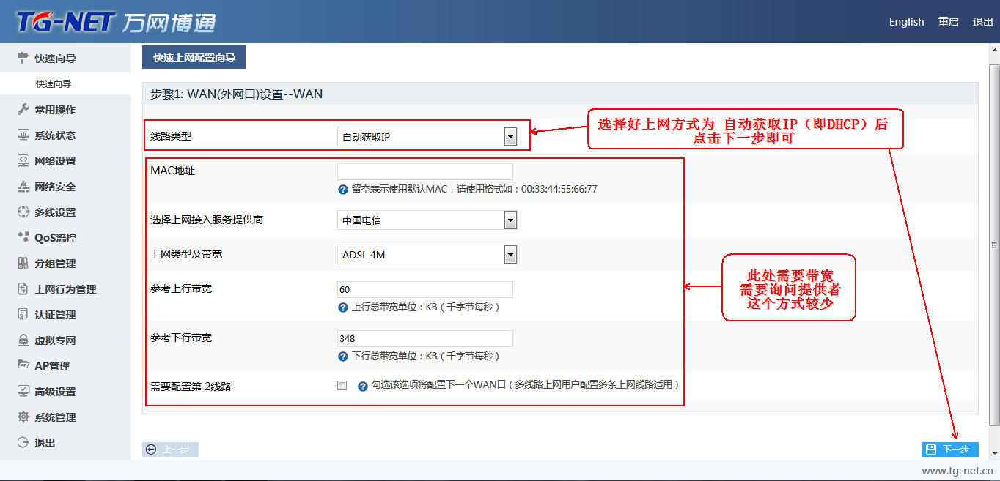 TG-NET 万网博通
English 重启 退出
快速向导
快速向导
常用操作
系统状态
网络设置
网络安全
多线设置
QoS流控
分组管理
上网行为管理
认证管理
虚拟专网
AP管理
高级设置
系统管理
退出
快速上网配置向导
步骤1: WAN(外网口)设置--WAN
线路类型 自动获取IP
选择好上网方式为 自动获取IP（即DHCP）后
点击下一步即可
MAC地址
留空表示使用默认MAC，请使用格式如：00:33:44:55:66:77
选择上网接入服务提供商 中国电信
上网类型及带宽 ADSL 4M
参考上行带宽 60
上行总带宽单位：KB（千字节每秒）
参考下行带宽 348
下行总带宽单位：KB（千字节每秒）
需要配置第 2线路 勾选该选项将配置下一个WAN口（多线路上网用户配置多条上网线路适用）
此处需要带宽
需要询问提供者
这个方式较少
上一步 下一步
www.tg-net.cn